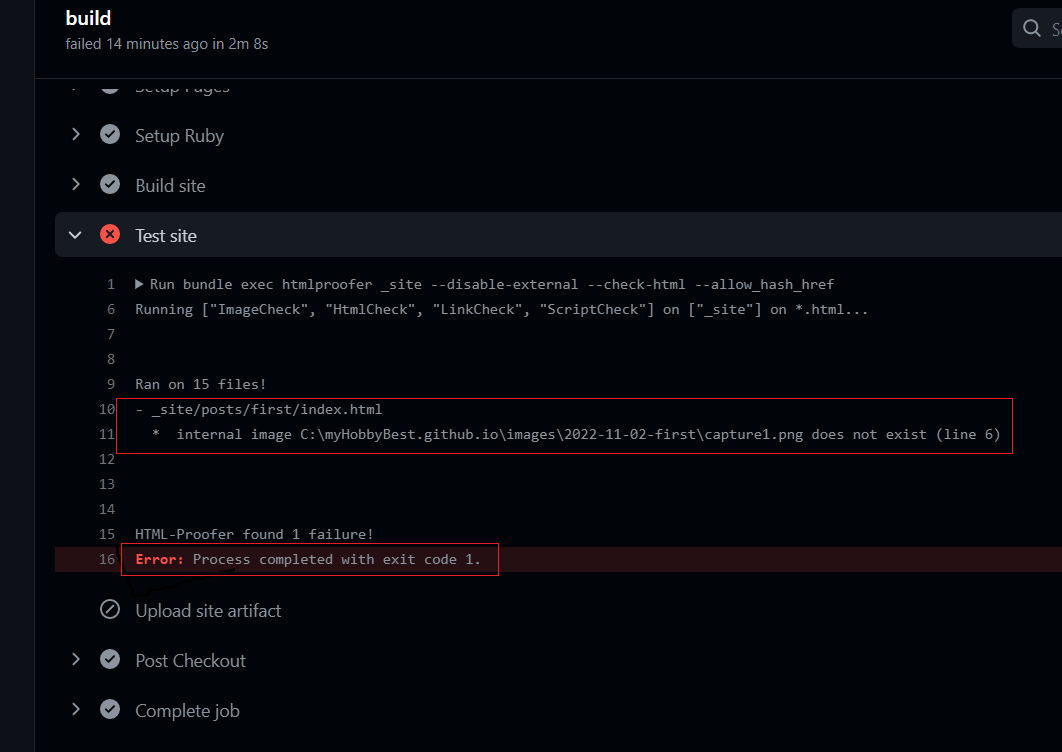 build
failed 14 minutes ago in 2m 8s
Setup Pages
Setup Ruby
Build site
Test site
1 Run bundle exec htmlproofer _site --disable-external --check-html --allow_hash_href
6 Running ["ImageCheck", "HtmlCheck", "LinkCheck", "ScriptCheck"] on ["_site"] on *.html...
7
8
9 Ran on 15 files!
10 - _site/posts/first/index.html
11 * internal image C:\myHobbyBest.github.io\images\2022-11-02-first\capture1.png does not exist (line 6)
12
13
14
15 HTML-Proofer found 1 failure!
16 Error: Process completed with exit code 1.
Upload site artifact
Post Checkout
Complete job